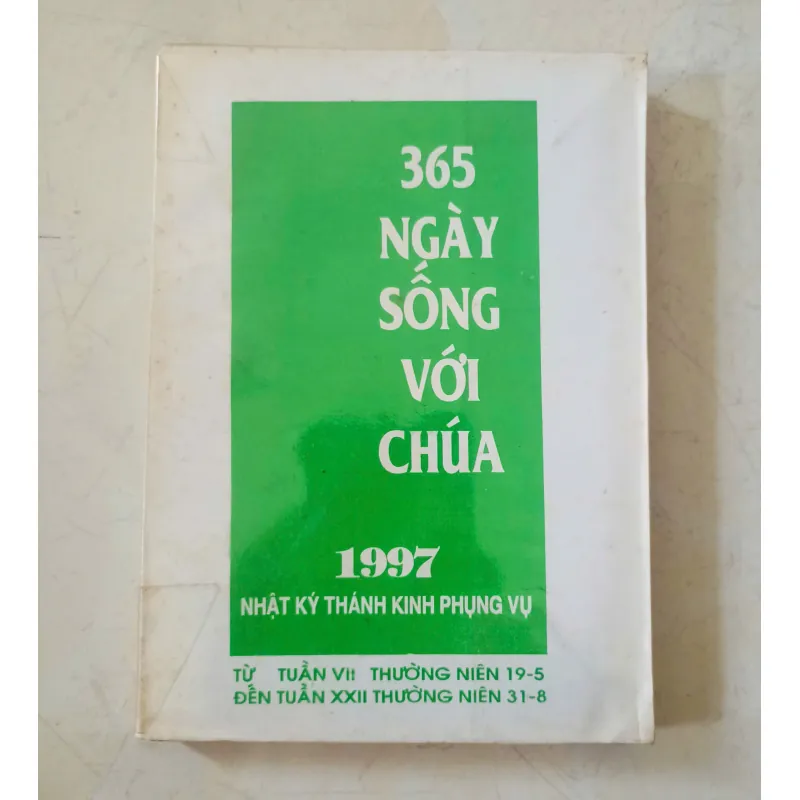 365
NGÀY
SỐNG
VỚI
CHÚA
1997
NHẬT KÝ THÁNH KINH PHỤNG VỤ
TỪ TUẦN VII THƯỜNG NIÊN 19-5
ĐẾN TUẦN XXII THƯỜNG NIÊN 31-8